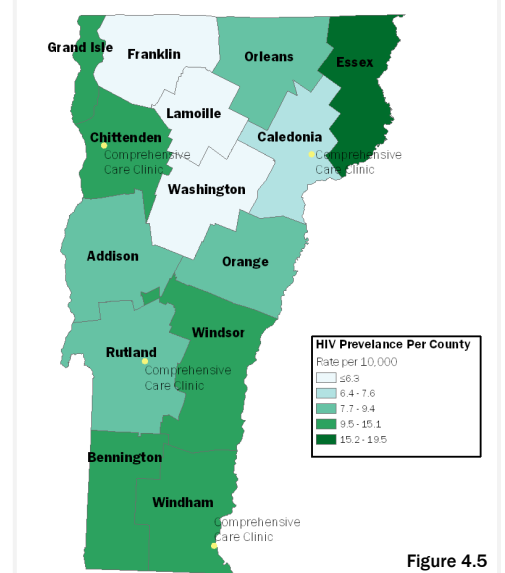 Grand Isle
Franklin
Orleans
Essex
Lamoille
Chittenden
Comprehensive
Care Clinic
Caledonia
Comprehensive
Care Clinic
Washington
Addison
Orange
Windsor
Rutland
Comprehensive
Care Clinic
HIV Prevelance Per County
Rate per 10,000
≤6.3
6.4 - 7.6
7.7 - 9.4
9.5 - 15.1
15.2 - 19.5
Bennington
Windham
Comprehensive
Care Clinic
Figure 4.5